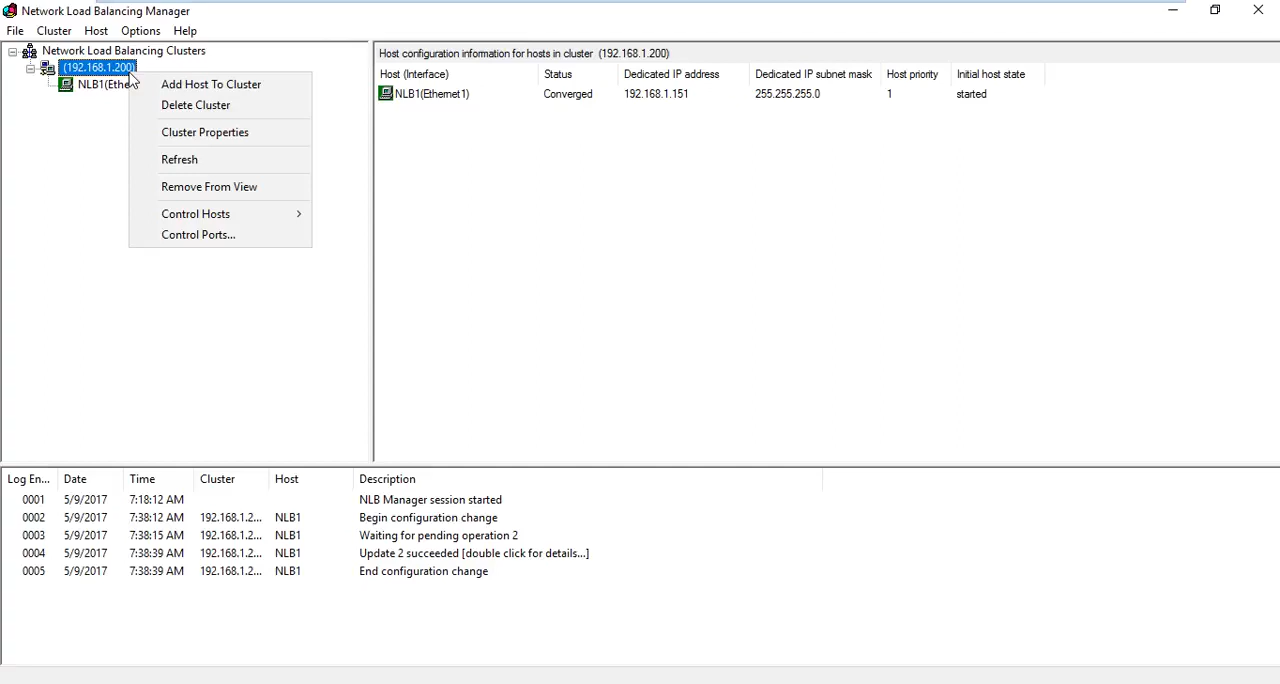 Network Load Balancing Manager
File Cluster Host Options Help
Network Load Balancing Clusters
(192.168.1.200)
NLB1(Ethe
Add Host To Cluster
Delete Cluster
Cluster Properties
Refresh
Remove From View
Control Hosts
Control Ports...
Host configuration information for hosts in cluster (192.168.1.200)
Host (Interface) Status Dedicated IP address Dedicated IP subnet mask Host priority Initial host state
NLB1(Ethernet1) Converged 192.168.1.151 255.255.255.0 1 started
Log En... Date Time Cluster Host Description
0001 5/9/2017 7:18:12 AM NLB Manager session started
0002 5/9/2017 7:38:12 AM 192.168.1.2... NLB1 Begin configuration change
0003 5/9/2017 7:38:15 AM 192.168.1.2... NLB1 Waiting for pending operation 2
0004 5/9/2017 7:38:39 AM 192.168.1.2... NLB1 Update 2 succeeded [double click for details...]
0005 5/9/2017 7:38:39 AM 192.168.1.2... NLB1 End configuration change